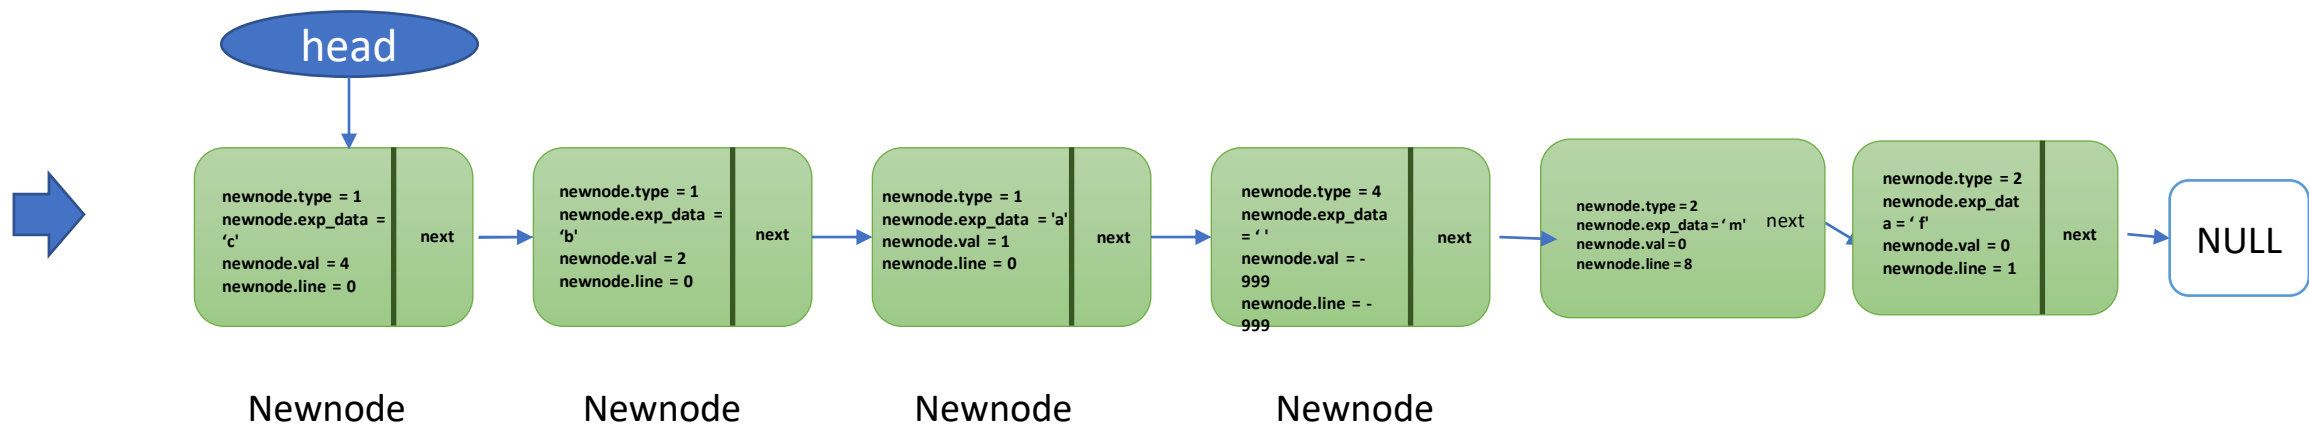 head
newnode.type = 1
newnode.exp_data =
‘c'
newnode.val = 4
newnode.line = 0
next
newnode.type = 1
newnode.exp_data =
‘b'
newnode.val = 2
newnode.line = 0
next
newnode.type = 1
newnode.exp_data = 'a'
newnode.val = 1
newnode.line = 0
next
newnode.type = 4
newnode.exp_data
= ‘ '
newnode.val = -
999
newnode.line = -
999
next
newnode.type = 2
newnode.exp_data = ‘ m'
newnode.val = 0
newnode.line = 8
next
newnode.type = 2
newnode.exp_dat
a = ‘ f'
newnode.val = 0
newnode.line = 1
next
NULL
Newnode
Newnode
Newnode
Newnode